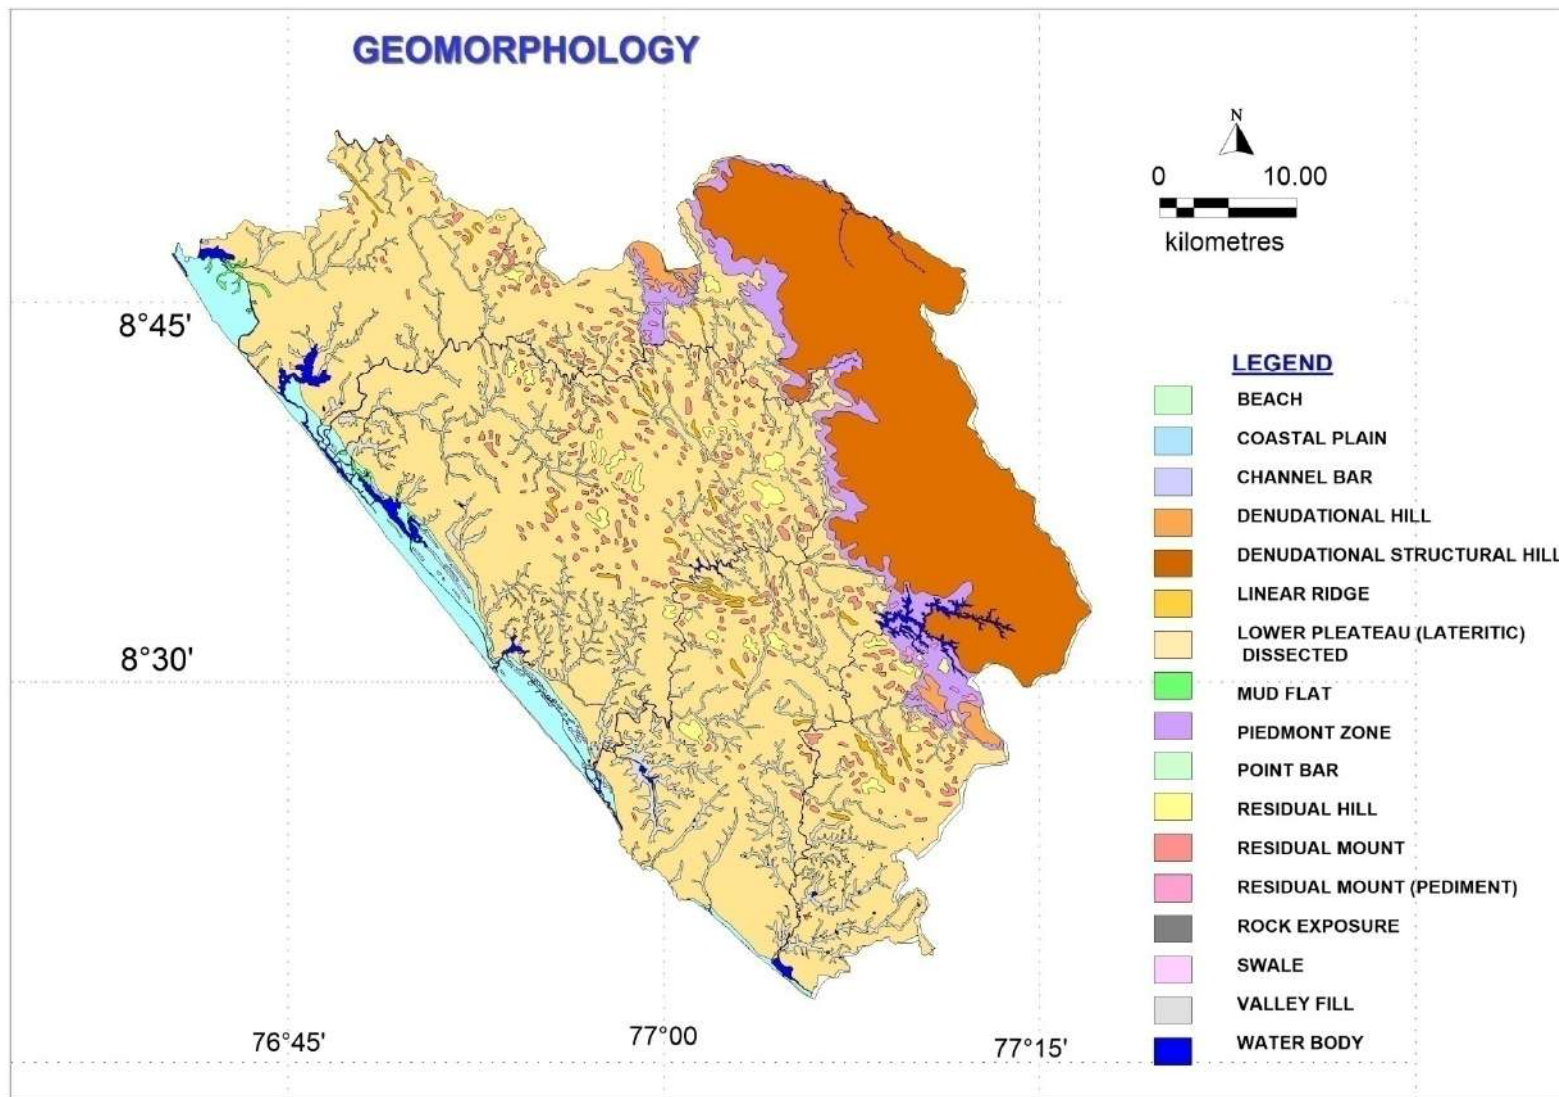 GEOMORPHOLOGY
N
0 10.00
kilometres
8°45'
8°30'
76°45'
77°00
77°15'
LEGEND
BEACH
COASTAL PLAIN
CHANNEL BAR
DENUDATIONAL HILL
DENUDATIONAL STRUCTURAL HILL
LINEAR RIDGE
LOWER PLEATEAU (LATERITIC)
DISSECTED
MUD FLAT
PIEDMONT ZONE
POINT BAR
RESIDUAL HILL
RESIDUAL MOUNT
RESIDUAL MOUNT (PEDIMENT)
ROCK EXPOSURE
SWALE
VALLEY FILL
WATER BODY